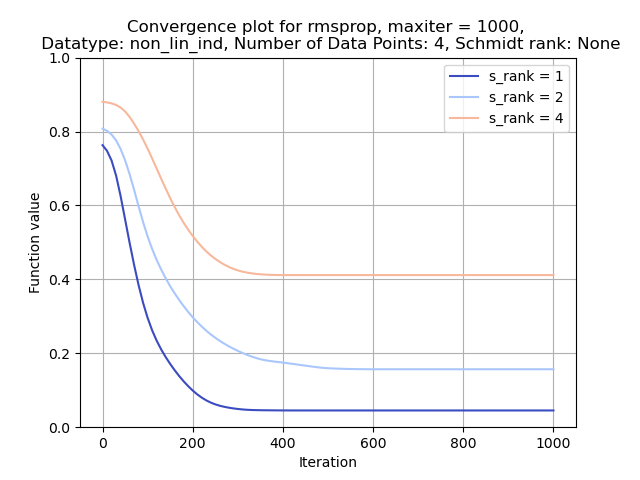 Convergence plot for rmsprop, maxiter = 1000,
Datatype: non_lin_ind, Number of Data Points: 4, Schmidt rank: None
1.0
0.8
0.6
0.4
0.2
0.0
Function value
s_rank = 1
s_rank = 2
s_rank = 4
0 200 400 600 800 1000
Iteration